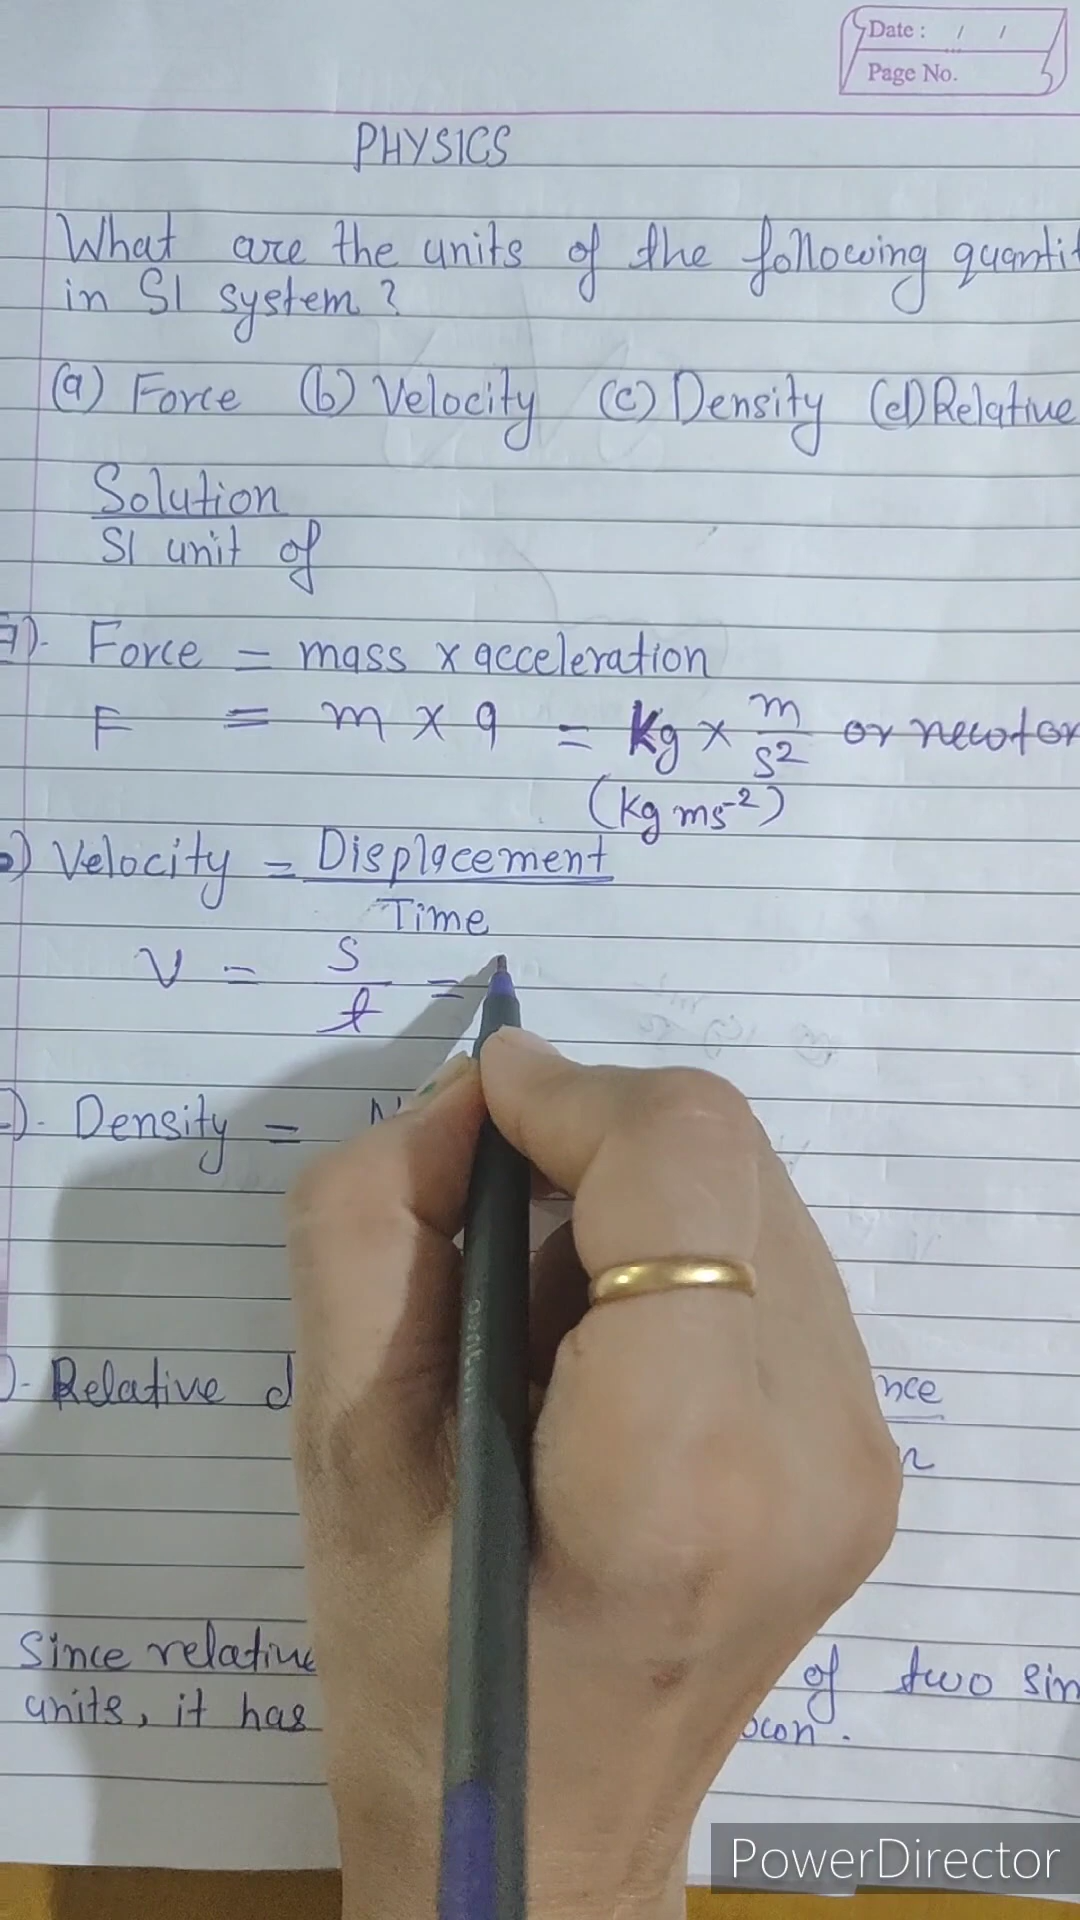 Date : / /
Page No.
PHYSICS
What are the units of the following quantit
in SI system ?
(a) Force (b) Velocity (c) Density (d) Relative
Solution
SI unit of
a). Force = mass x acceleration
F = m x a = kg x m/s² or newton
(kg ms⁻²)
b) Velocity = Displacement
Time
V = s/t =
c). Density =
). Relative d nce
n
Since relative of two sim
units, it has
PowerDirector